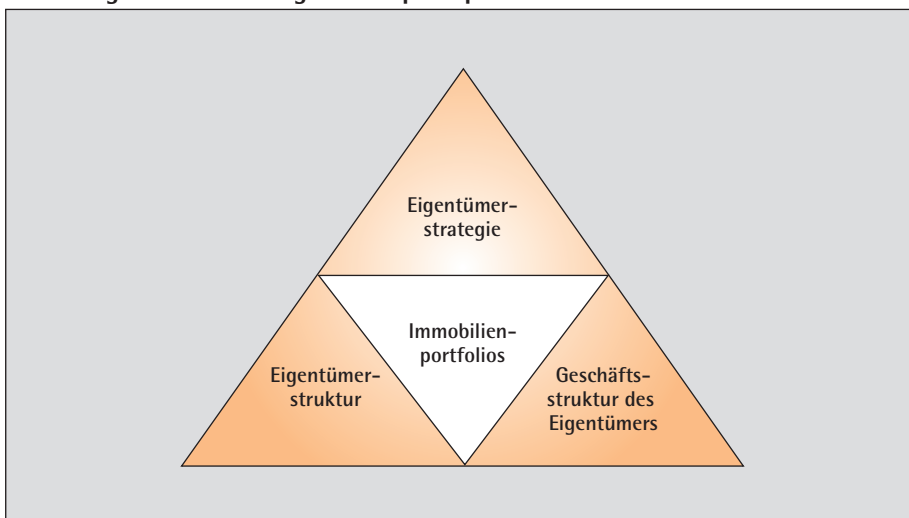 Eigentümer-
strategie
Immobilien-
portfolios
Eigentümer-
struktur
Geschäfts-
struktur des
Eigentümers